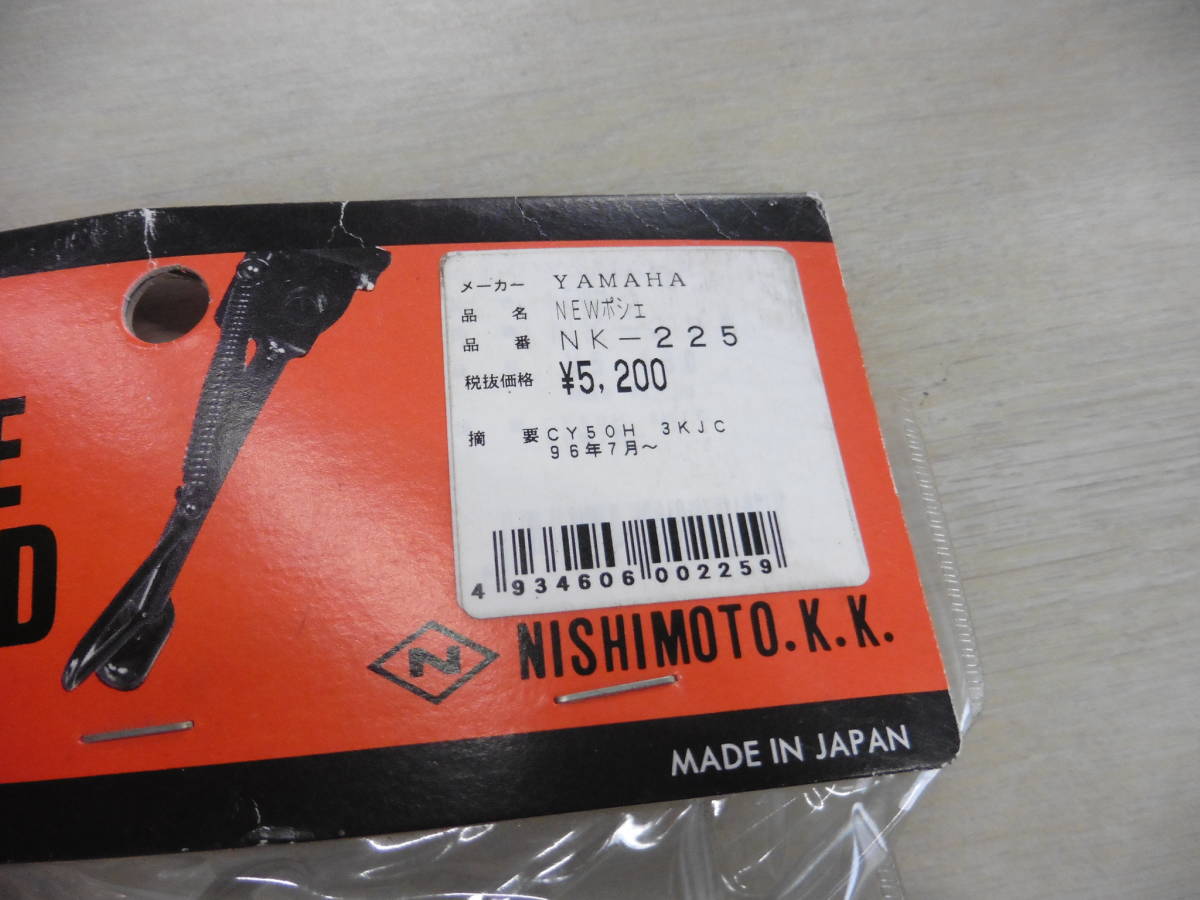 メーカー YAMAHA
品 名 NEWポシェ
品 番 NK-225
税抜価格 ¥5,200
摘 要 CY50H 3KJC
96年7月~
4 934606 002259
N
NISHIMOTO.K.K.
MADE IN JAPAN